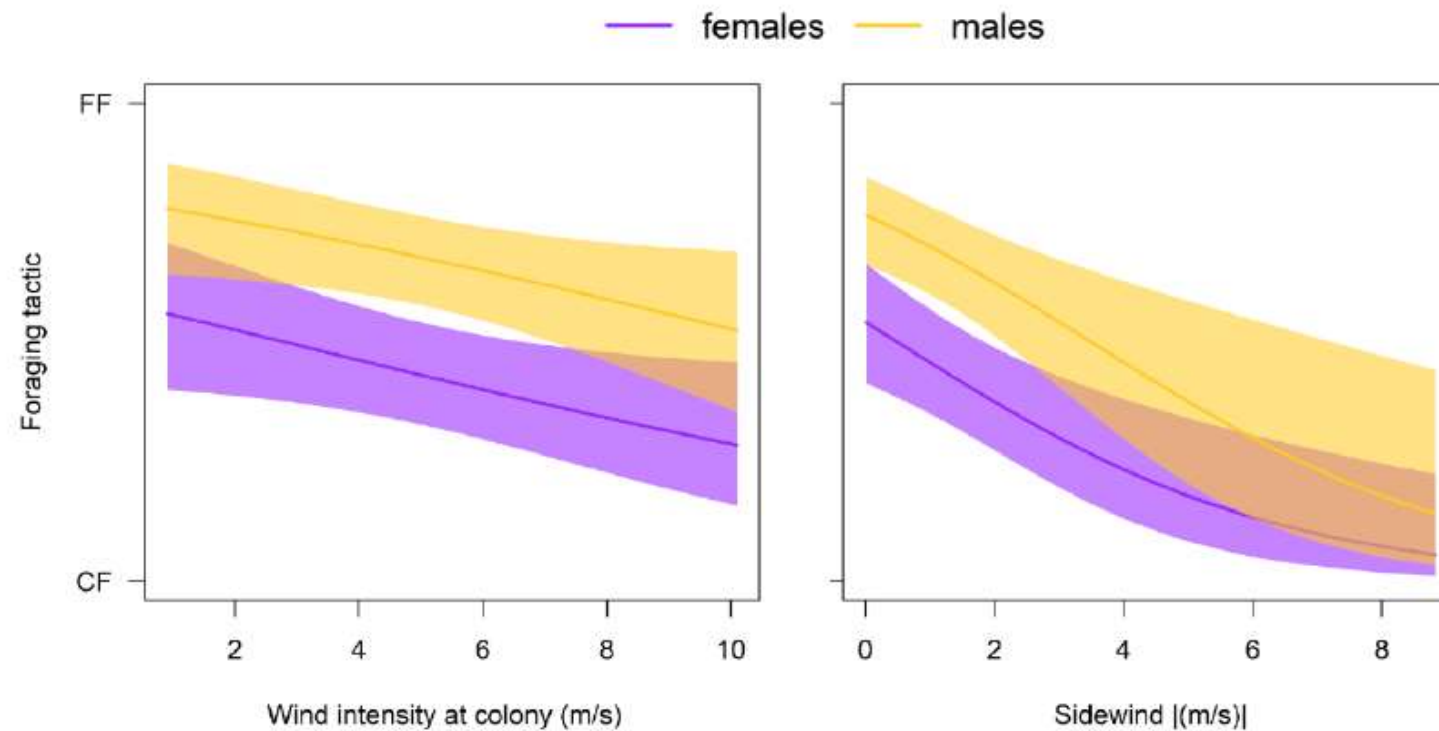 females males
FF
Foraging tactic
CF
2 4 6 8 10
0 2 4 6 8
Wind intensity at colony (m/s)
Sidewind |(m/s)|